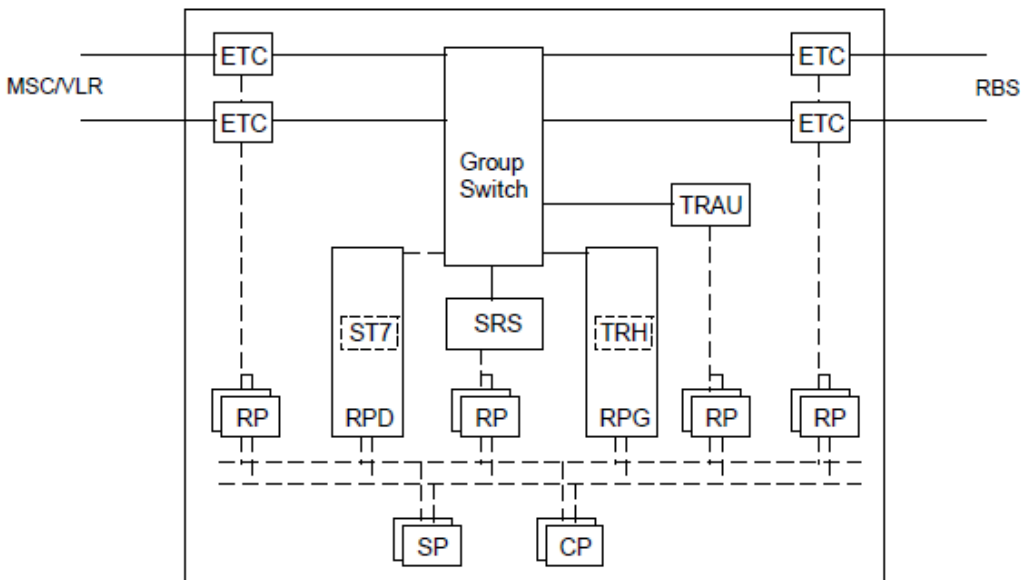 ETC
ETC
MSC/VLR
RBS
ETC
ETC
Group
Switch
TRAU
ST7
SRS
TRH
RP
RPD
RP
RPG
RP
RP
SP
CP